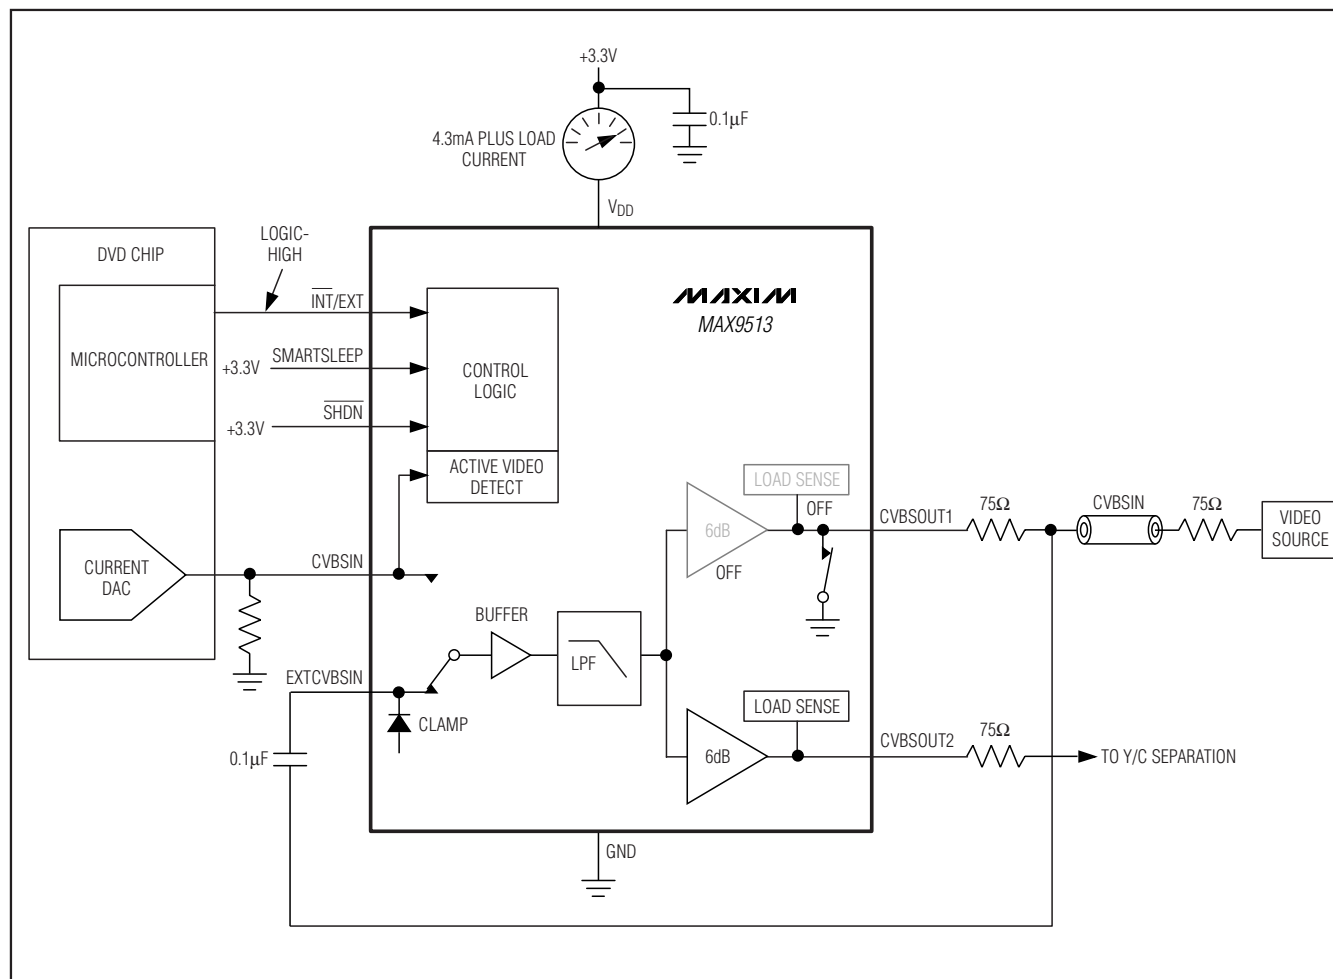 +3.3V
0.1µF
4.3mA PLUS LOAD
CURRENT
VDD
DVD CHIP
LOGIC-
HIGH
INT/EXT
MAXIM
MAX9513
MICROCONTROLLER
+3.3V
SMARTSLEEP
CONTROL
LOGIC
+3.3V
SHDN
ACTIVE VIDEO
DETECT
LOAD SENSE
OFF
CVBSOUT1
75Ω
CVBSIN
75Ω
VIDEO
SOURCE
6dB
OFF
CURRENT
DAC
CVBSIN
BUFFER
LPF
EXTCVBSIN
CLAMP
LOAD SENSE
0.1µF
6dB
CVBSOUT2
75Ω
TO Y/C SEPARATION
GND